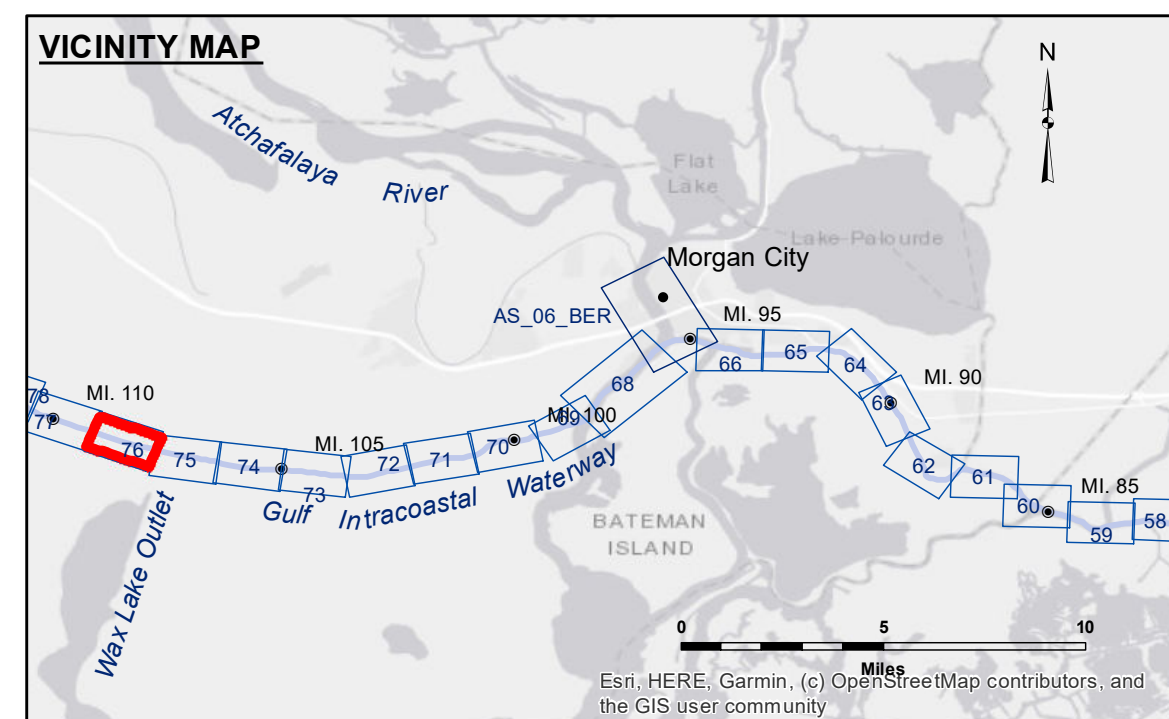 VICINITY MAP
N
Atchafalaya
River
Flat
Lake
Lake Palourde
Morgan City
AS_06_BER
MI. 95
66
65
64
68
MI. 90
63
78
77
MI. 110
76
75
74
MI. 105
73
72
71
70
69
MI. 100
62
61
60
MI. 85
59
58
Gulf Intracoastal Waterway
Wax Lake Outlet
BATEMAN
ISLAND
0 5 10
Miles
Esri, HERE, Garmin, (c) OpenStreetMap contributors, and
the GIS user community